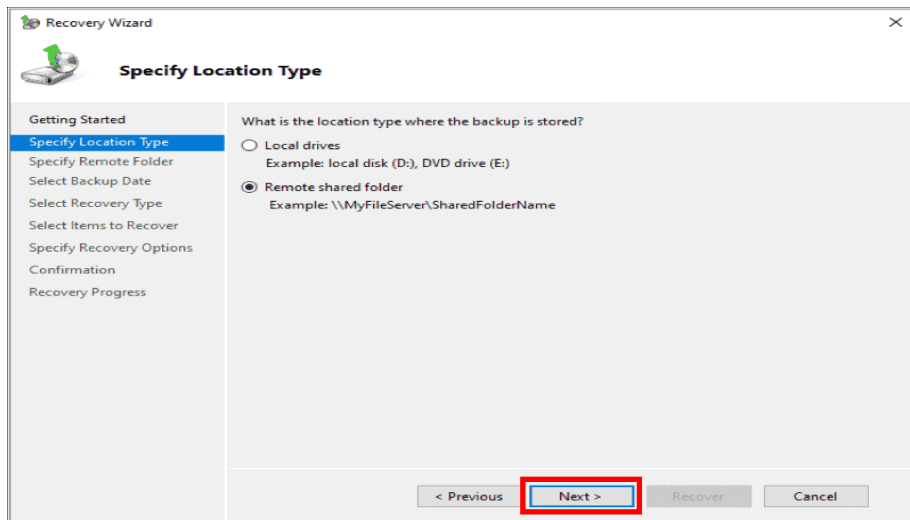 Recovery Wizard
Specify Location Type
Getting Started
Specify Location Type
Specify Remote Folder
Select Backup Date
Select Recovery Type
Select Items to Recover
Specify Recovery Options
Confirmation
Recovery Progress
What is the location type where the backup is stored?
Local drives
Example: local disk (D:), DVD drive (E:)
Remote shared folder
Example: \\MyFileServer\SharedFolderName
< Previous Next > Recover Cancel